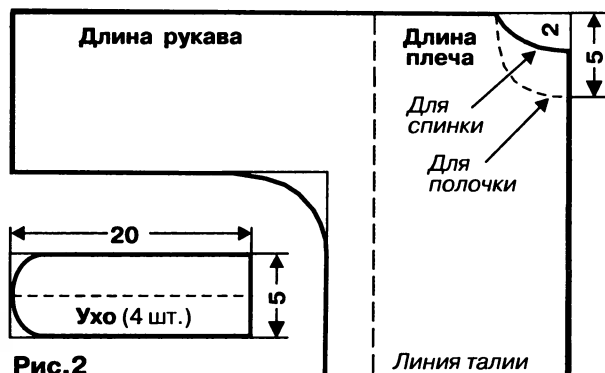 Длина рукава
Длина
плеча
2
5
Для
спинки
Для
полочки
20
5
Ухо (4 шт.)
Рис.2
Линия талии